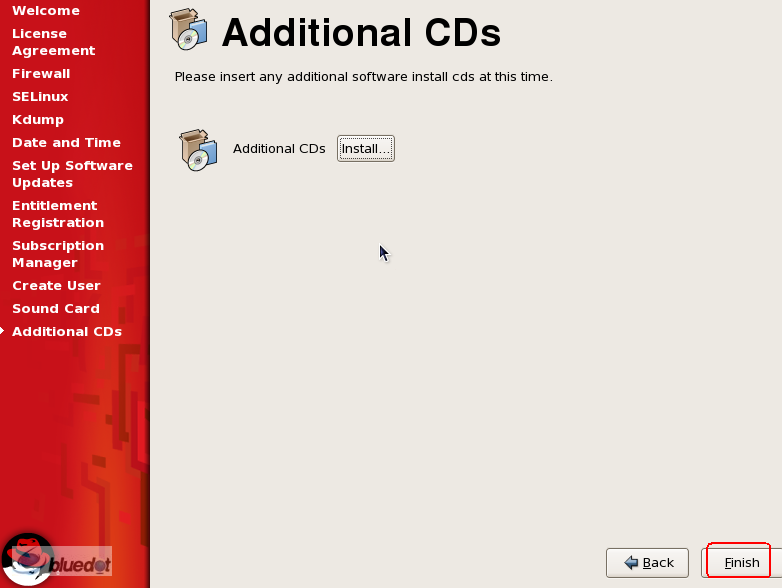 Welcome
License
Agreement
Firewall
SELinux
Kdump
Date and Time
Set Up Software
Updates
Entitlement
Registration
Subscription
Manager
Create User
Sound Card
Additional CDs
Additional CDs
Please insert any additional software install cds at this time.
Additional CDs Install...
bluedot
Back Finish